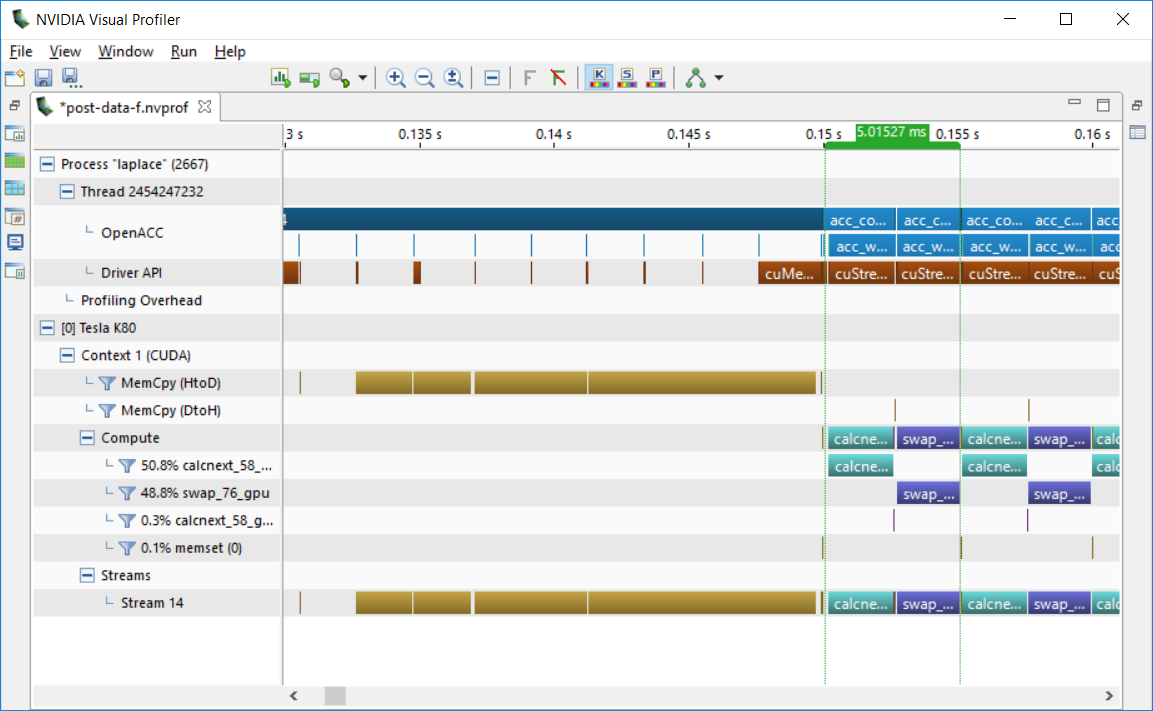 NVIDIA Visual Profiler
File View Window Run Help
*post-data-f.nvprof
3 s 0.135 s 0.14 s 0.145 s 0.15 s 5.01527 ms 0.155 s 0.16 s
Process "laplace" (2667)
Thread 2454247232
OpenACC
acc_co... acc_c... acc_co... acc_c... acc
acc_w... acc_w... acc_w... acc_w... acc
Driver API cuMe... cuStre... cuStre... cuStre... cuStre... cuS
Profiling Overhead
[0] Tesla K80
Context 1 (CUDA)
MemCpy (HtoD)
MemCpy (DtoH)
Compute calcne... swap_... calcne... swap_... calc
50.8% calcnext_58_... calcne... calcne... calc
48.8% swap_76_gpu swap_... swap_...
0.3% calcnext_58_g...
0.1% memset (0)
Streams
Stream 14 calcne... swap_... calcne... swap_... calc